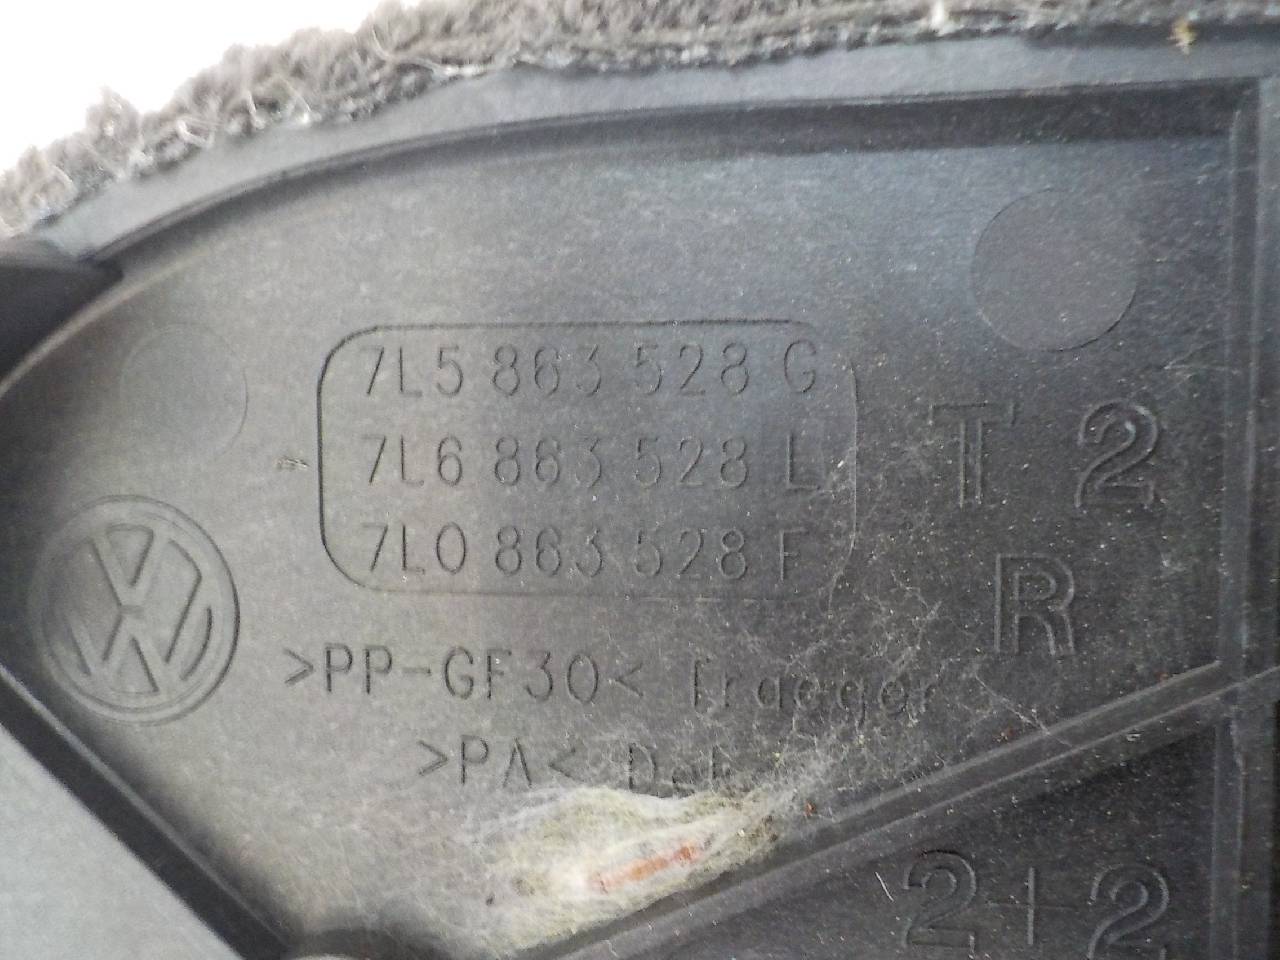 7L5 863 528 G
7L6 863 528 L
7L0 863 528 F
T 2
R
>PP-GF30< Traeger
>PA<
2+2